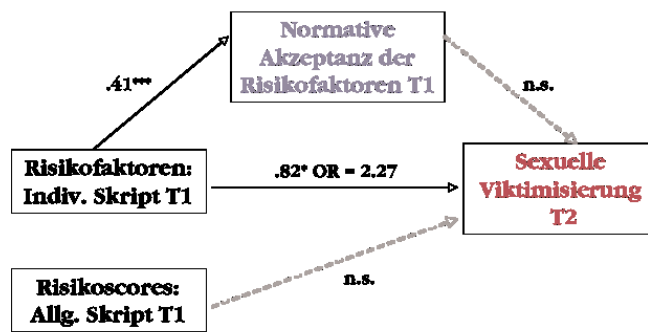 Normative
Akzeptanz der
Risikofaktoren T1
.41***
n.s.
Risikofaktoren:
Indiv. Skript T1
.82* OR = 2.27
Sexuelle
Viktimisierung
T2
n.s.
Risikoscores:
Allg. Skript T1